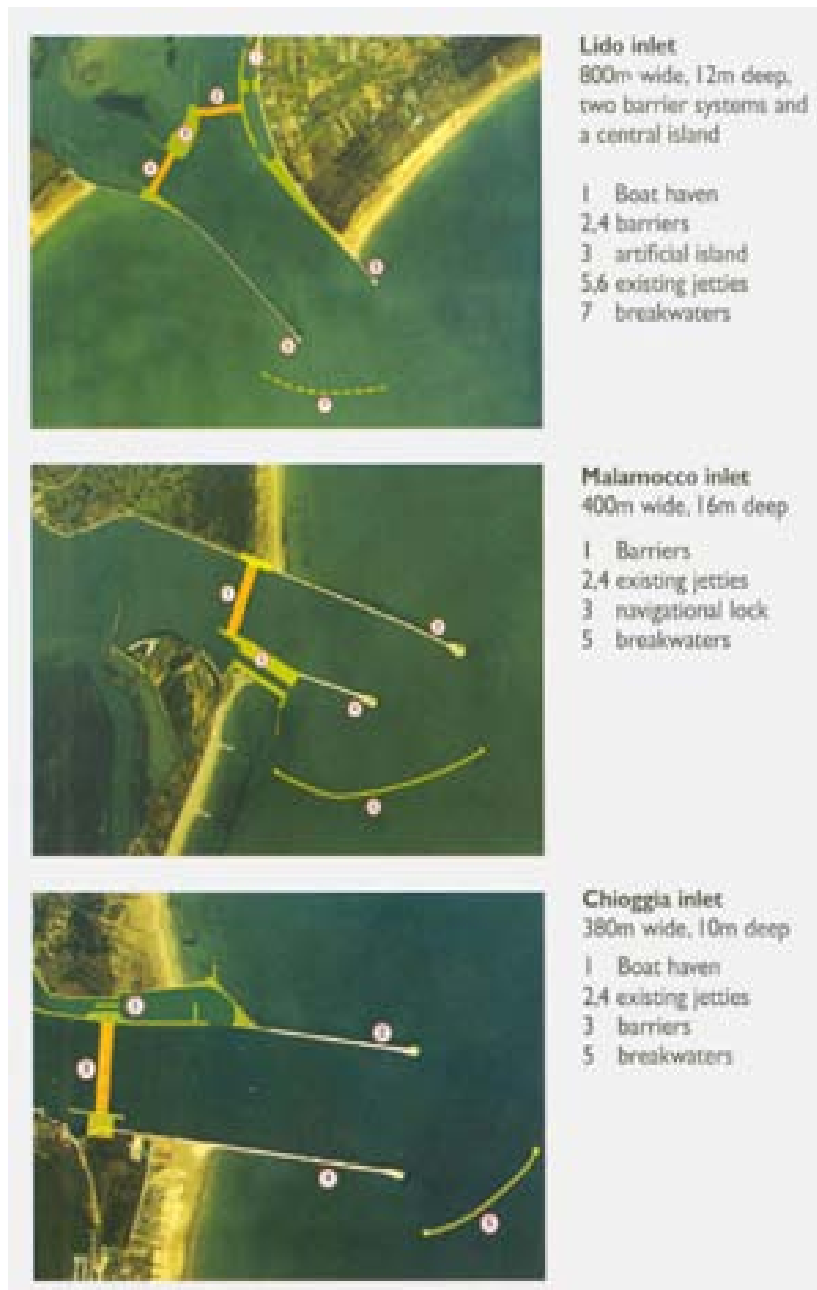 Lido inlet
800m wide, 12m deep,
two barrier systems and
a central island
1 Boat haven
2,4 barriers
3 artificial island
5,6 existing jetties
7 breakwaters
Malamocco inlet
400m wide, 16m deep
1 Barriers
2,4 existing jetties
3 navigational lock
5 breakwaters
Chioggia inlet
380m wide, 10m deep
1 Boat haven
2,4 existing jetties
3 barriers
5 breakwaters